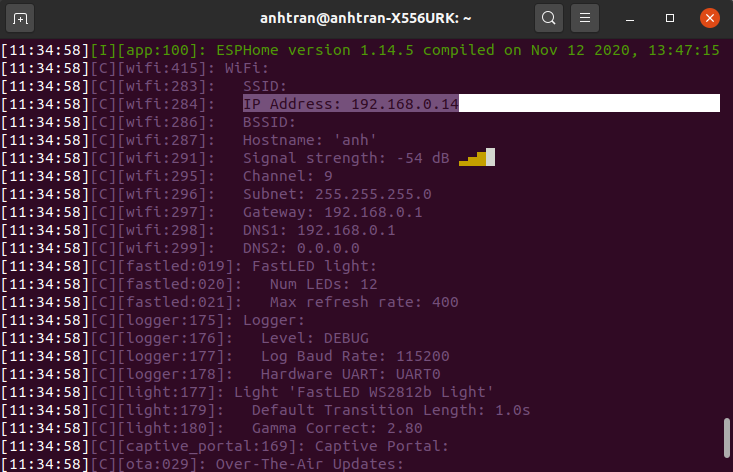 anhtran@anhtran-X556URK: ~
[11:34:58][I][app:100]: ESPHome version 1.14.5 compiled on Nov 12 2020, 13:47:15
[11:34:58][C][wifi:415]: WiFi:
[11:34:58][C][wifi:283]:   SSID:
[11:34:58][C][wifi:284]:   IP Address: 192.168.0.14
[11:34:58][C][wifi:286]:   BSSID:
[11:34:58][C][wifi:287]:   Hostname: 'anh'
[11:34:58][C][wifi:291]:   Signal strength: -54 dB
[11:34:58][C][wifi:295]:   Channel: 9
[11:34:58][C][wifi:296]:   Subnet: 255.255.255.0
[11:34:58][C][wifi:297]:   Gateway: 192.168.0.1
[11:34:58][C][wifi:298]:   DNS1: 192.168.0.1
[11:34:58][C][wifi:299]:   DNS2: 0.0.0.0
[11:34:58][C][fastled:019]: FastLED light:
[11:34:58][C][fastled:020]:   Num LEDs: 12
[11:34:58][C][fastled:021]:   Max refresh rate: 400
[11:34:58][C][logger:175]: Logger:
[11:34:58][C][logger:176]:   Level: DEBUG
[11:34:58][C][logger:177]:   Log Baud Rate: 115200
[11:34:58][C][logger:178]:   Hardware UART: UART0
[11:34:58][C][light:177]: Light 'FastLED WS2812b Light'
[11:34:58][C][light:179]:   Default Transition Length: 1.0s
[11:34:58][C][light:180]:   Gamma Correct: 2.80
[11:34:58][C][captive_portal:169]: Captive Portal:
[11:34:58][C][ota:029]: Over-The-Air Updates: